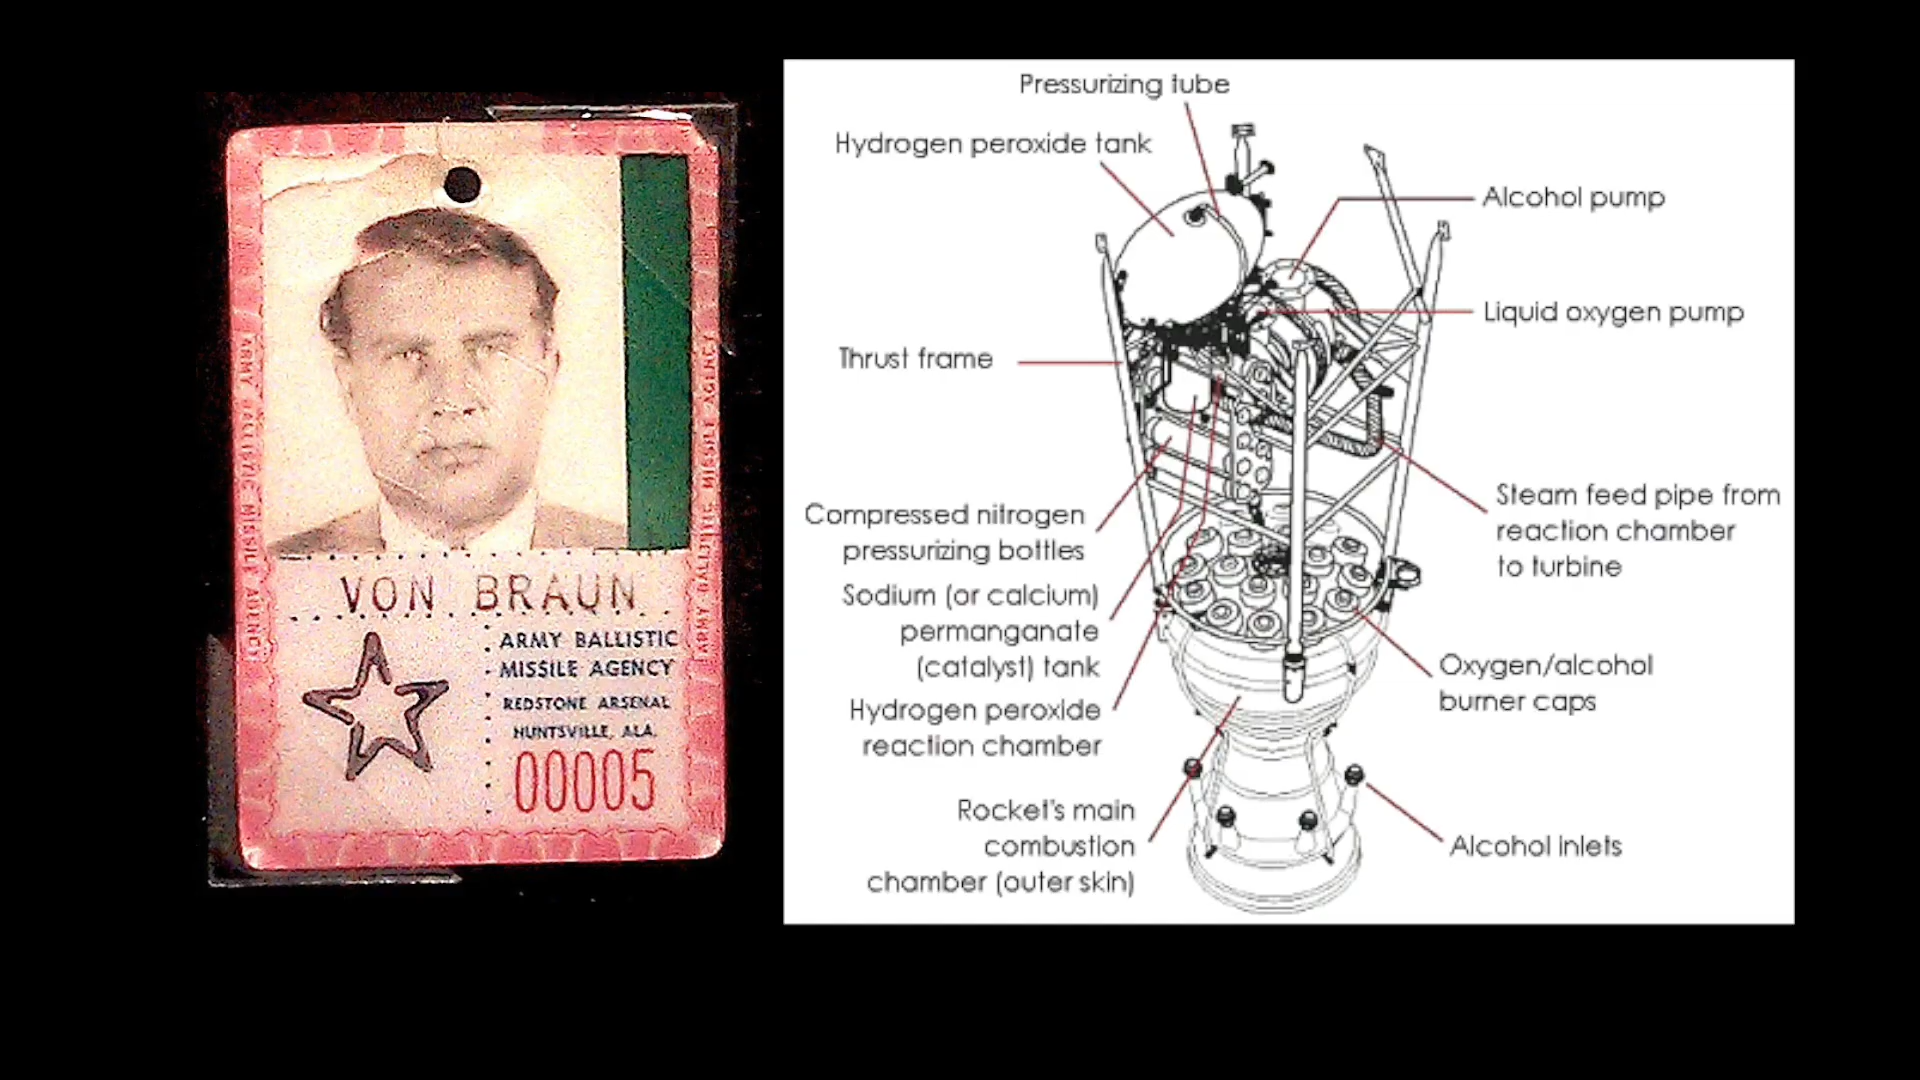 VON BRAUN
ARMY BALLISTIC
MISSILE AGENCY
REDSTONE ARSENAL
HUNTSVILLE, ALA.
00005
ARMY BALLISTIC MISSILE AGENCY
ARMY BALLISTIC MISSILE AGENCY
Pressurizing tube
Hydrogen peroxide tank
Alcohol pump
Liquid oxygen pump
Thrust frame
Steam feed pipe from
reaction chamber
to turbine
Compressed nitrogen
pressurizing bottles
Sodium (or calcium)
permanganate
(catalyst) tank
Oxygen/alcohol
burner caps
Hydrogen peroxide
reaction chamber
Rocket's main
combustion
chamber (outer skin)
Alcohol inlets